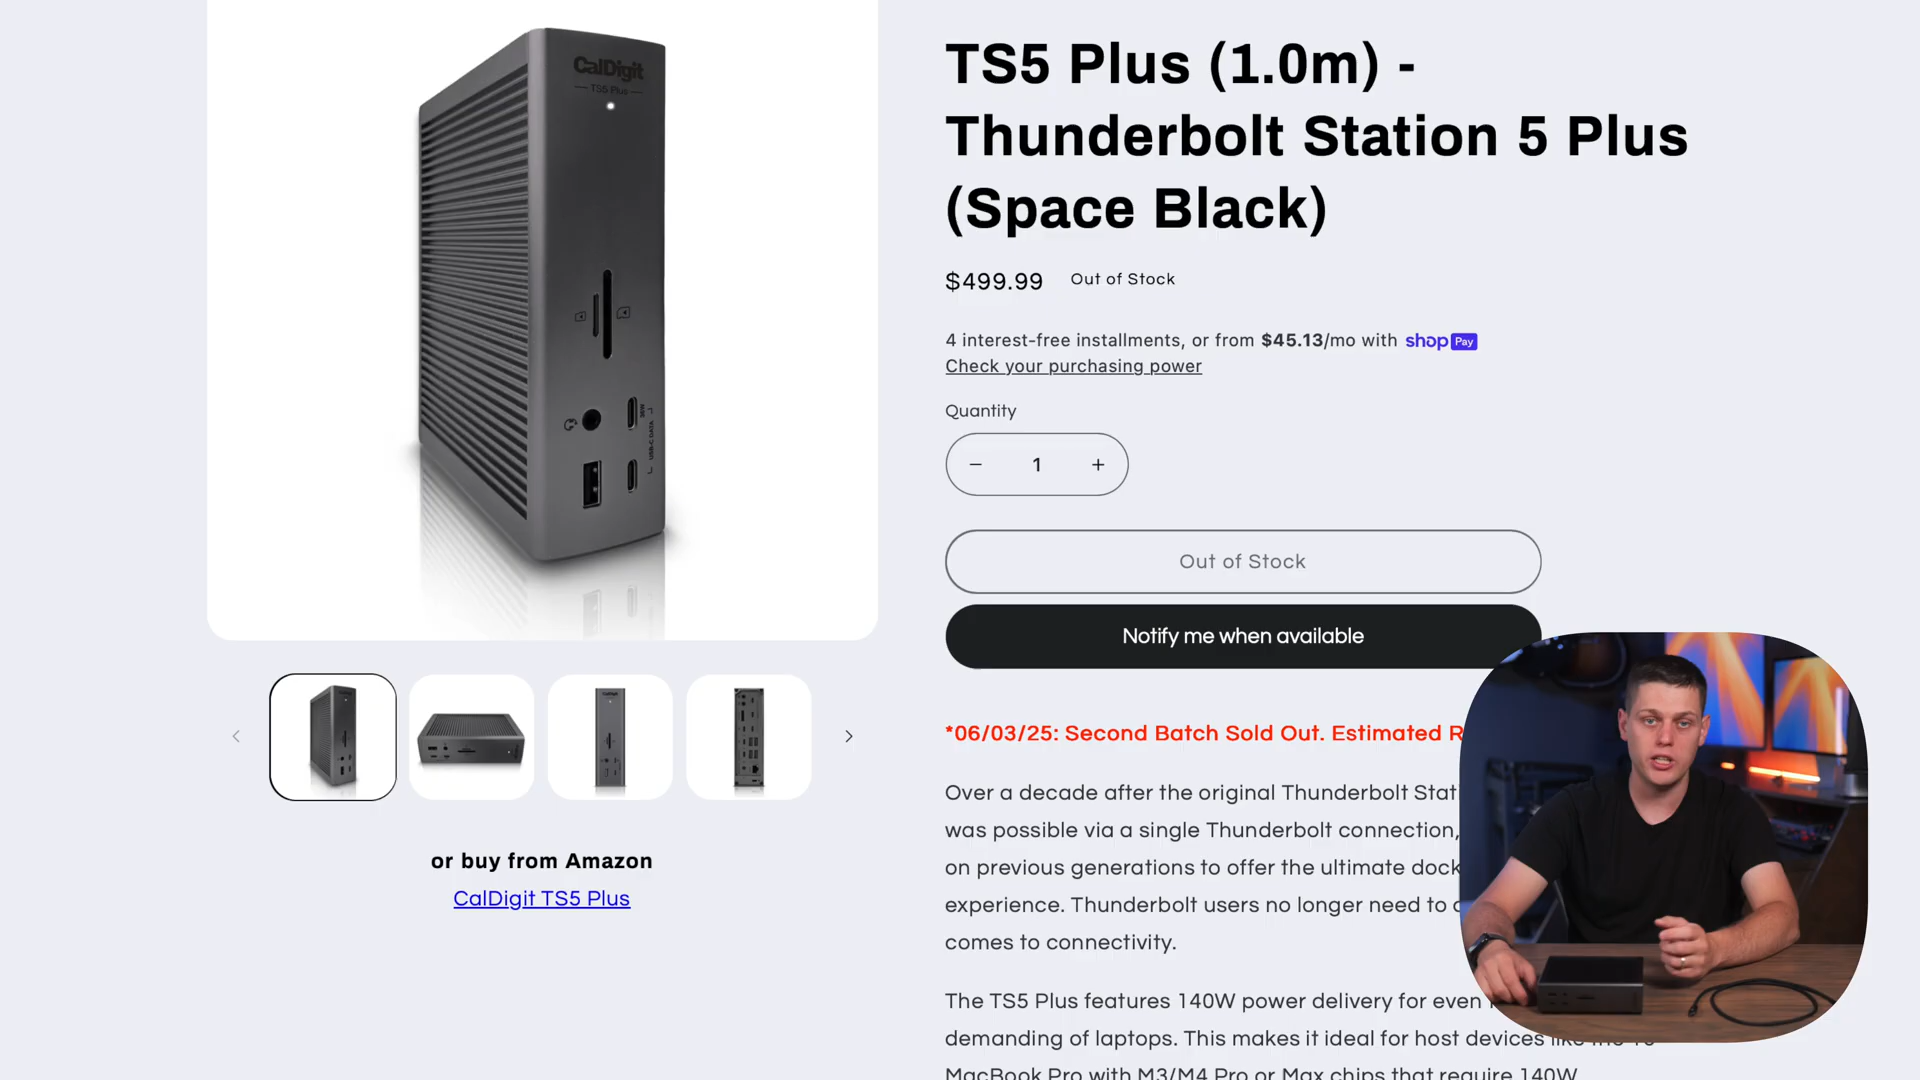 CalDigit
TS5 Plus
36W
USB-C DATA
or buy from Amazon
CalDigit TS5 Plus
TS5 Plus (1.0m) -
Thunderbolt Station 5 Plus
(Space Black)
$499.99 Out of Stock
4 interest-free installments, or from $45.13/mo with shop Pay
Check your purchasing power
Quantity
− 1 +
Out of Stock
Notify me when available
*06/03/25: Second Batch Sold Out. Estimated
Over a decade after the original Thunderbolt
was possible via a single Thunderbolt connection,
on previous generations to offer the ultimate
experience. Thunderbolt users no longer need to
comes to connectivity.
The TS5 Plus features 140W power delivery for even
demanding of laptops. This makes it ideal for host devices
MacBook Pro with M3/M4 Pro or Max chips that require 140W